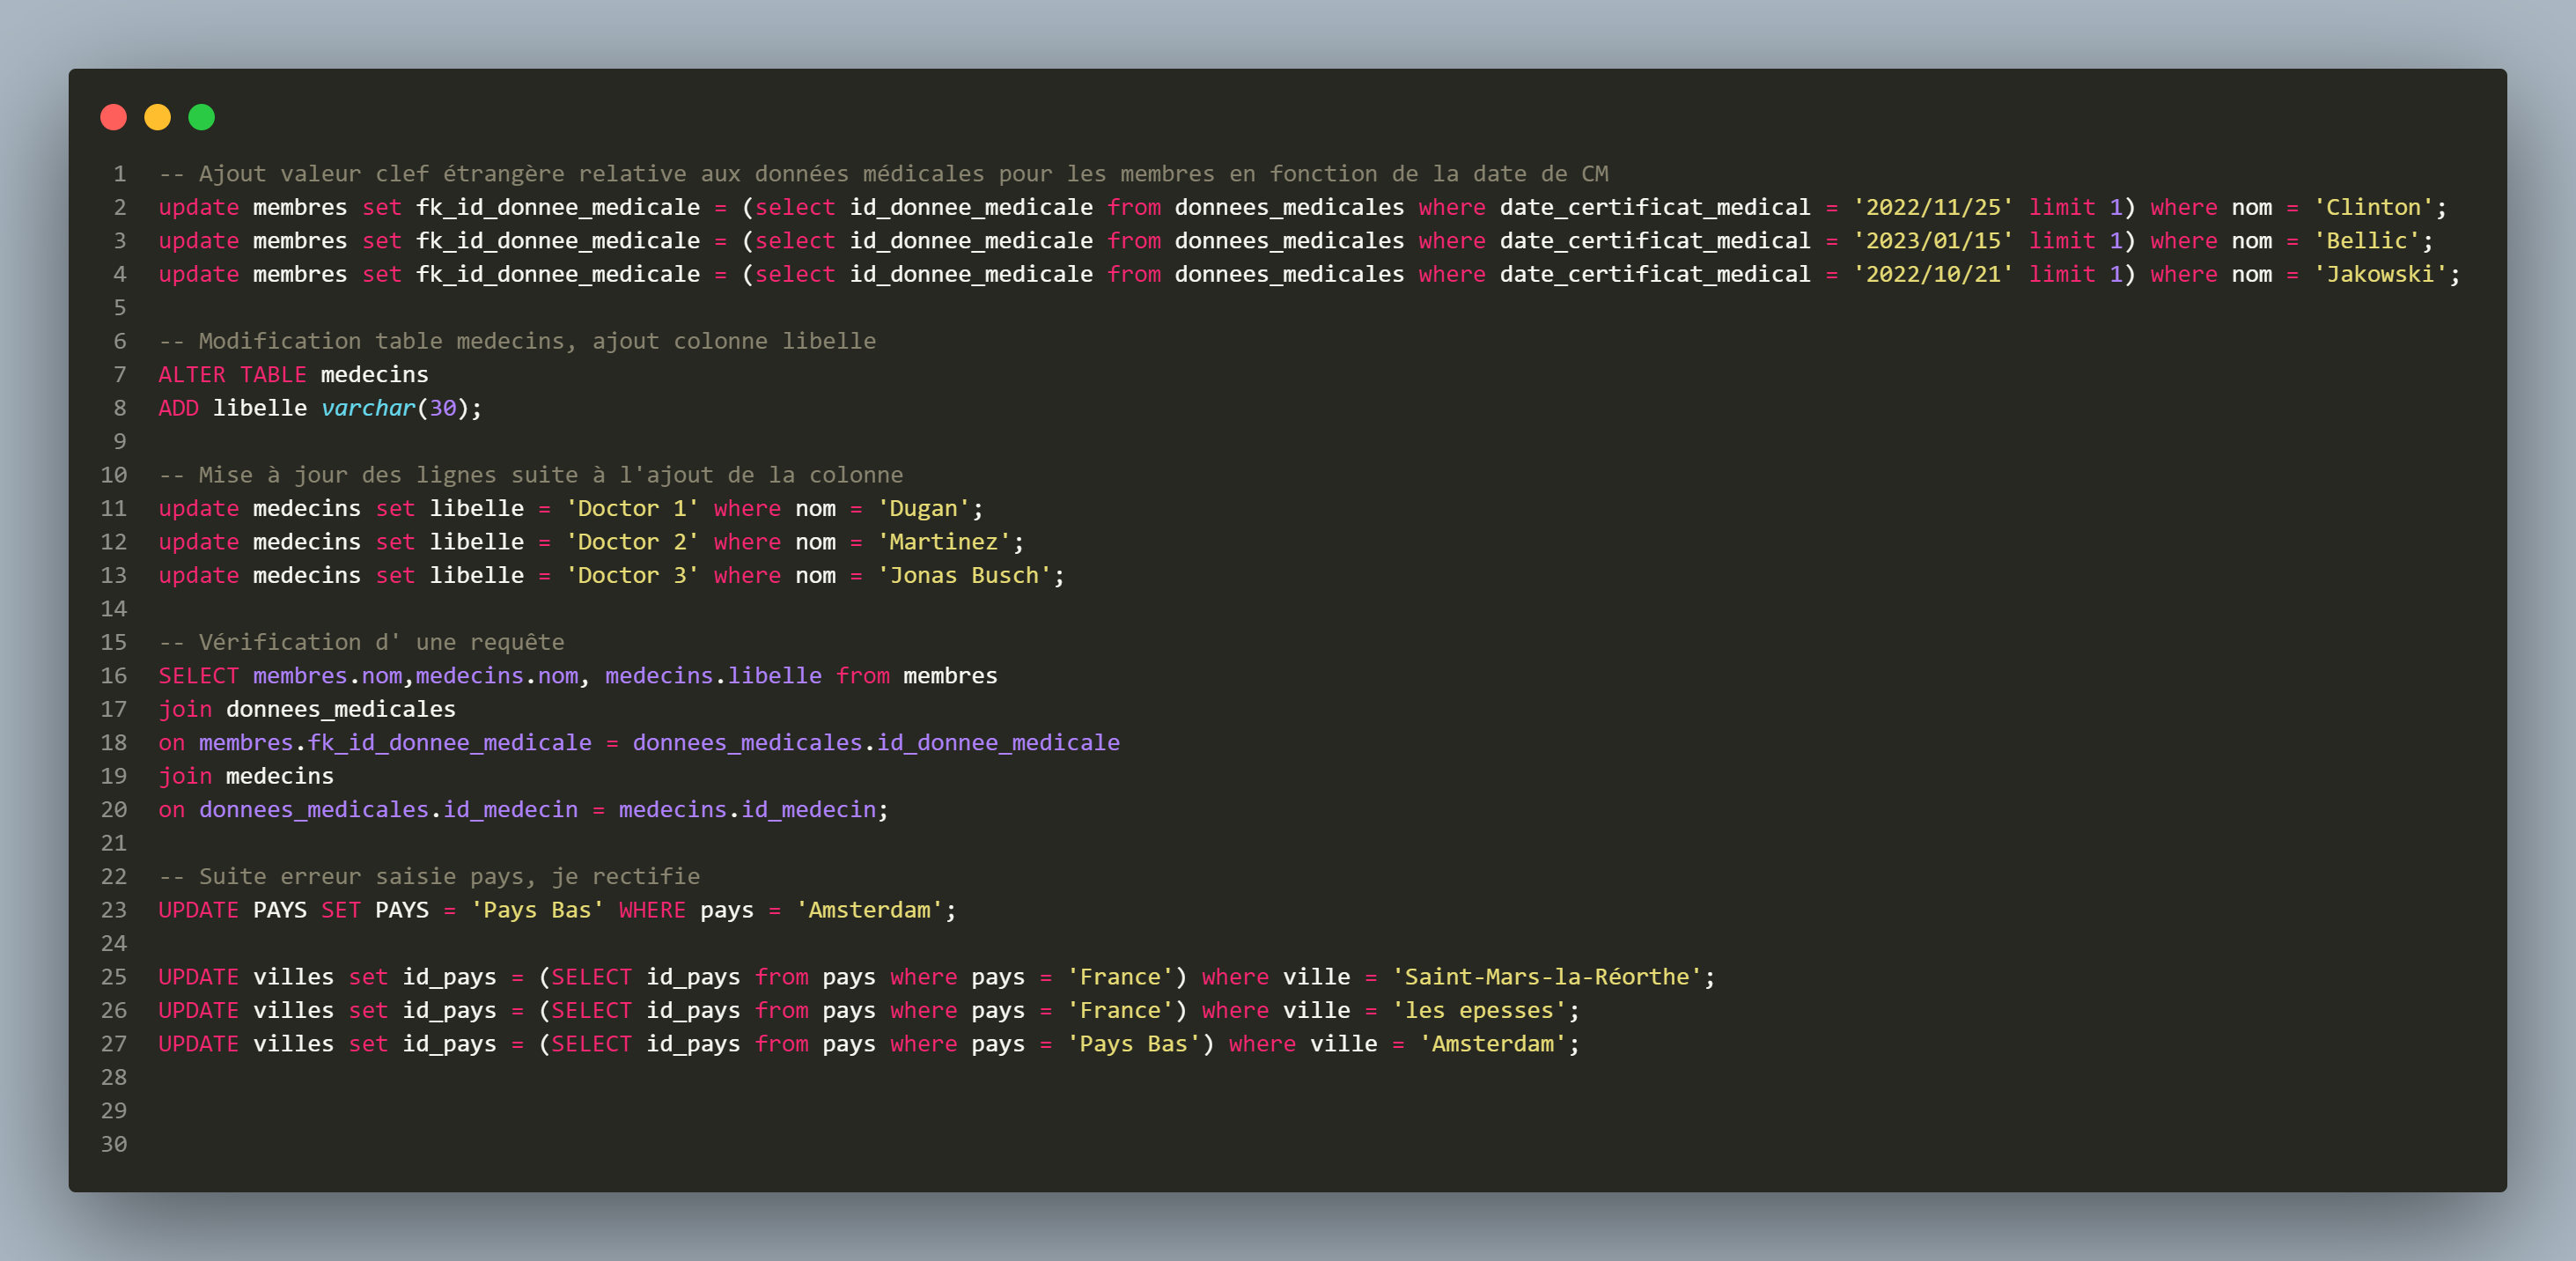 1 -- Ajout valeur clef étrangère relative aux données médicales pour les membres en fonction de la date de CM
2 update membres set fk_id_donnee_medicale = (select id_donnee_medicale from donnees_medicales where date_certificat_medical = '2022/11/25' limit 1) where nom = 'Clinton';
3 update membres set fk_id_donnee_medicale = (select id_donnee_medicale from donnees_medicales where date_certificat_medical = '2023/01/15' limit 1) where nom = 'Bellic';
4 update membres set fk_id_donnee_medicale = (select id_donnee_medicale from donnees_medicales where date_certificat_medical = '2022/10/21' limit 1) where nom = 'Jakowski';
5
6 -- Modification table medecins, ajout colonne libelle
7 ALTER TABLE medecins
8 ADD libelle varchar(30);
9
10 -- Mise à jour des lignes suite à l'ajout de la colonne
11 update medecins set libelle = 'Doctor 1' where nom = 'Dugan';
12 update medecins set libelle = 'Doctor 2' where nom = 'Martinez';
13 update medecins set libelle = 'Doctor 3' where nom = 'Jonas Busch';
14
15 -- Vérification d' une requête
16 SELECT membres.nom,medecins.nom, medecins.libelle from membres
17 join donnees_medicales
18 on membres.fk_id_donnee_medicale = donnees_medicales.id_donnee_medicale
19 join medecins
20 on donnees_medicales.id_medecin = medecins.id_medecin;
21
22 -- Suite erreur saisie pays, je rectifie
23 UPDATE PAYS SET PAYS = 'Pays Bas' WHERE pays = 'Amsterdam';
24
25 UPDATE villes set id_pays = (SELECT id_pays from pays where pays = 'France') where ville = 'Saint-Mars-la-Réorthe';
26 UPDATE villes set id_pays = (SELECT id_pays from pays where pays = 'France') where ville = 'les epesses';
27 UPDATE villes set id_pays = (SELECT id_pays from pays where pays = 'Pays Bas') where ville = 'Amsterdam';
28
29
30